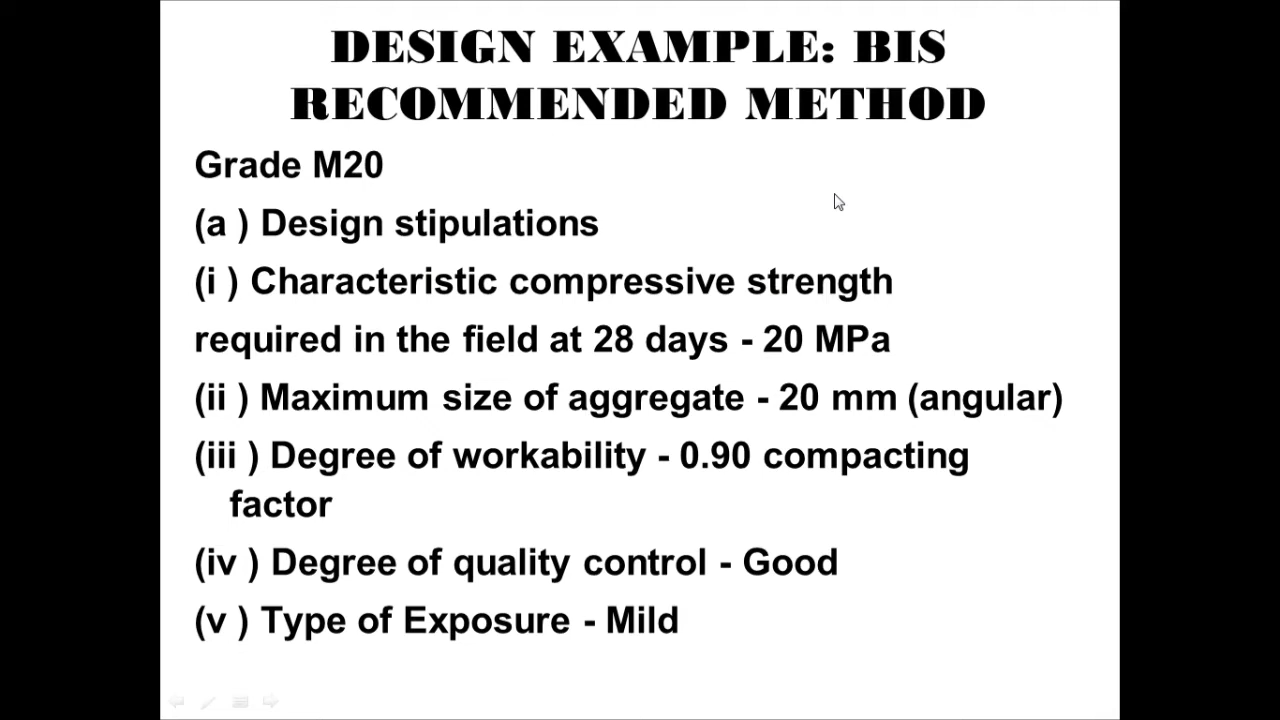 DESIGN EXAMPLE: BIS
RECOMMENDED METHOD
Grade M20
(a ) Design stipulations
(i ) Characteristic compressive strength
required in the field at 28 days - 20 MPa
(ii ) Maximum size of aggregate - 20 mm (angular)
(iii ) Degree of workability - 0.90 compacting
factor
(iv ) Degree of quality control - Good
(v ) Type of Exposure - Mild